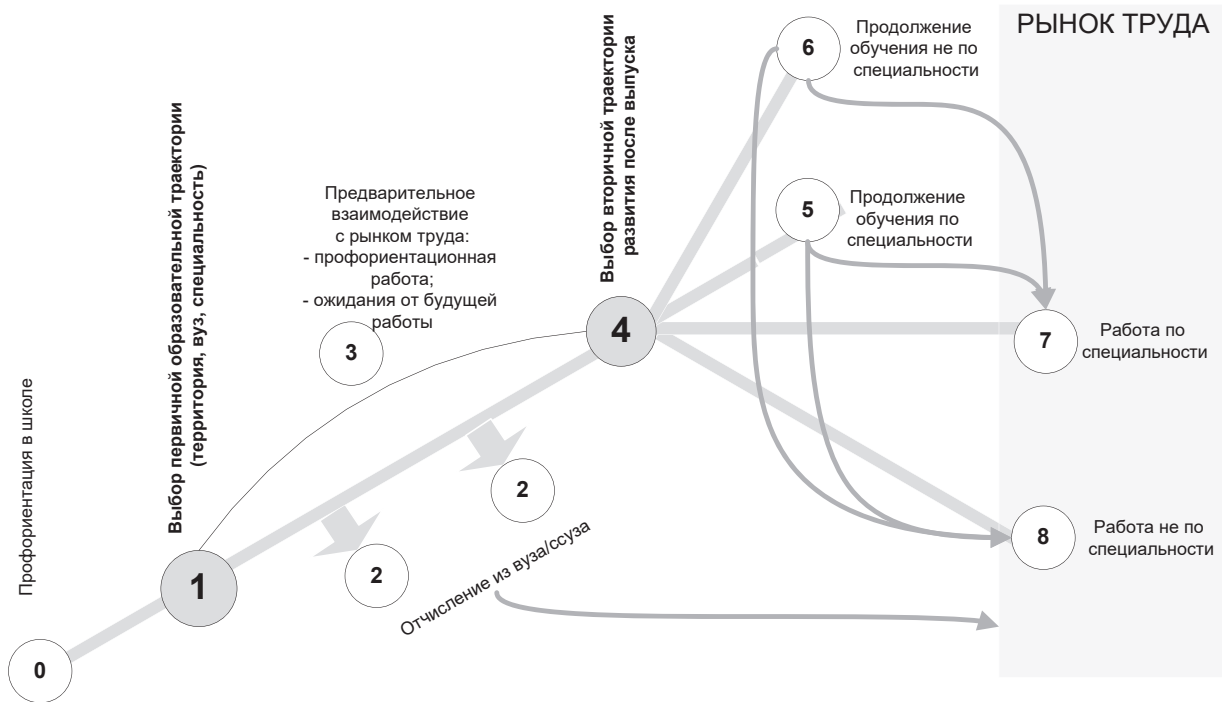 РЫНОК ТРУДА
6
Продолжение
обучения не по
специальности
Выбор вторичной траектории
развития после выпуска
Выбор первичной образовательной траектории
(территория, вуз, специальность)
Предварительное
взаимодействие
с рынком труда:
- профориентационная
работа;
- ожидания от будущей
работы
3
5
Продолжение
обучения по
специальности
4
7
Работа по
специальности
Профориентация в школе
2
2
Отчисление из вуза/ссуза
8
Работа не по
специальности
1
0